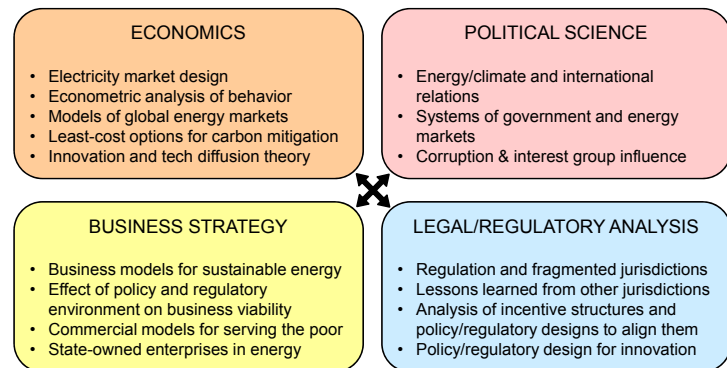 ECONOMICS
• Electricity market design
• Econometric analysis of behavior
• Models of global energy markets
• Least-cost options for carbon mitigation
• Innovation and tech diffusion theory
POLITICAL SCIENCE
• Energy/climate and international
relations
• Systems of government and energy
markets
• Corruption & interest group influence
BUSINESS STRATEGY
• Business models for sustainable energy
• Effect of policy and regulatory
environment on business viability
• Commercial models for serving the poor
• State-owned enterprises in energy
LEGAL/REGULATORY ANALYSIS
• Regulation and fragmented jurisdictions
• Lessons learned from other jurisdictions
• Analysis of incentive structures and
policy/regulatory designs to align them
• Policy/regulatory design for innovation